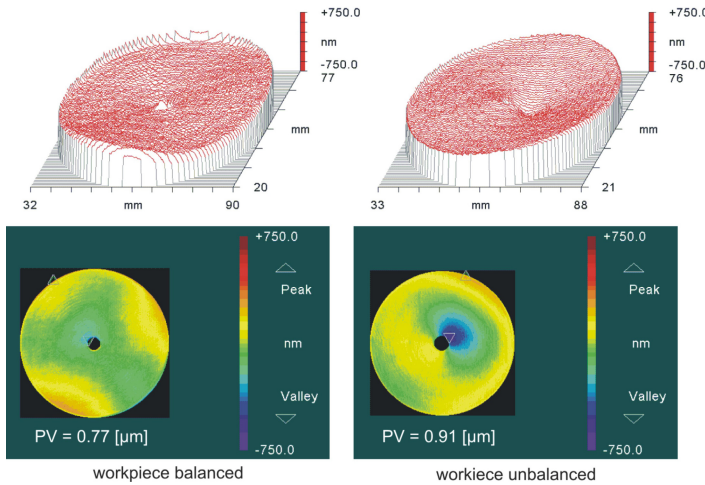 +750.0
nm
-750.0
77
mm
20
32 mm 90
+750.0
nm
-750.0
76
mm
21
33 mm 88
+750.0
Peak
nm
Valley
-750.0
PV = 0.77 [µm]
workpiece balanced
+750.0
Peak
nm
Valley
-750.0
PV = 0.91 [µm]
workiece unbalanced